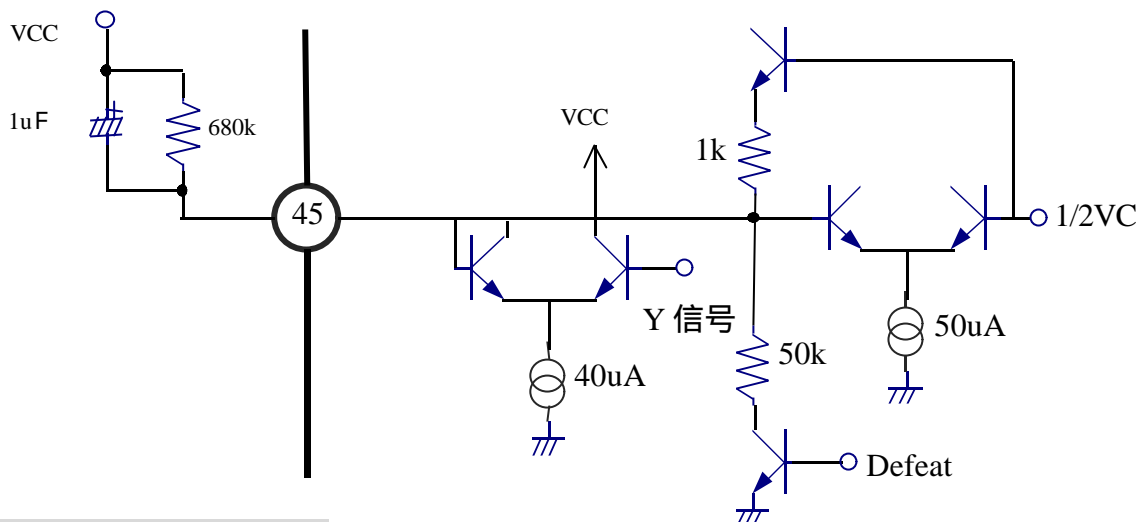 VCC
1uF
680k
45
VCC
1k
1/2VC
Y 信号
50uA
50k
40uA
Defeat